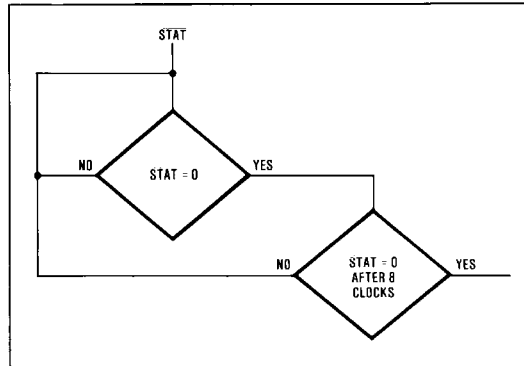 STAT
NO
STAT = 0
YES
NO
STAT = 0
AFTER 8
CLOCKS
YES